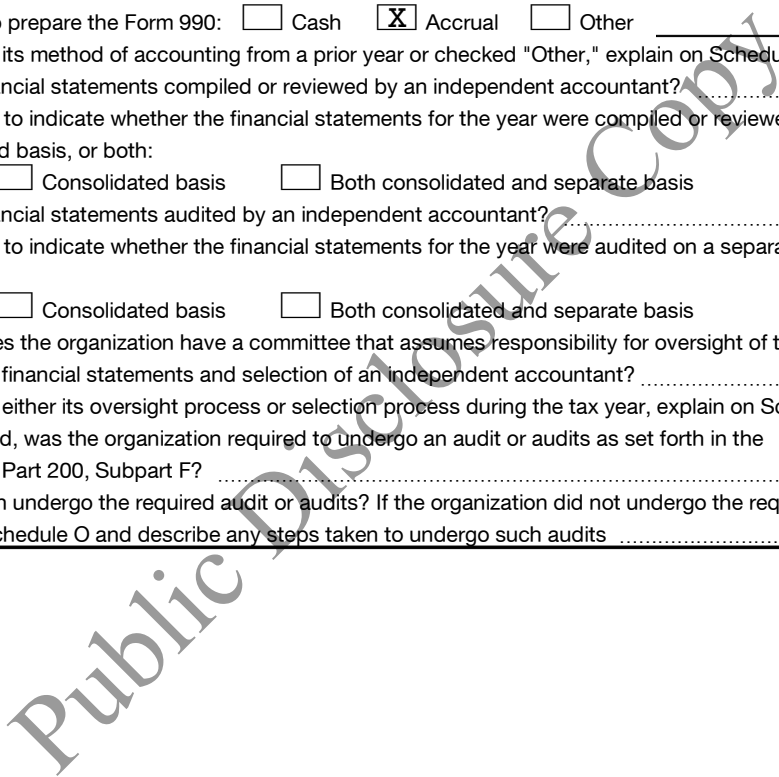 prepare the Form 990: Cash X Accrual Other
its method of accounting from a prior year or checked "Other," explain on Schedu
ncial statements compiled or reviewed by an independent accountant?
to indicate whether the financial statements for the year were compiled or reviewe
d basis, or both:
Consolidated basis Both consolidated and separate basis
ncial statements audited by an independent accountant?
to indicate whether the financial statements for the year were audited on a separa
Consolidated basis Both consolidated and separate basis
es the organization have a committee that assumes responsibility for oversight of t
financial statements and selection of an independent accountant?
either its oversight process or selection process during the tax year, explain on Sc
d, was the organization required to undergo an audit or audits as set forth in the
Part 200, Subpart F?
n undergo the required audit or audits? If the organization did not undergo the req
chedule O and describe any steps taken to undergo such audits
Public Disclosure Copy